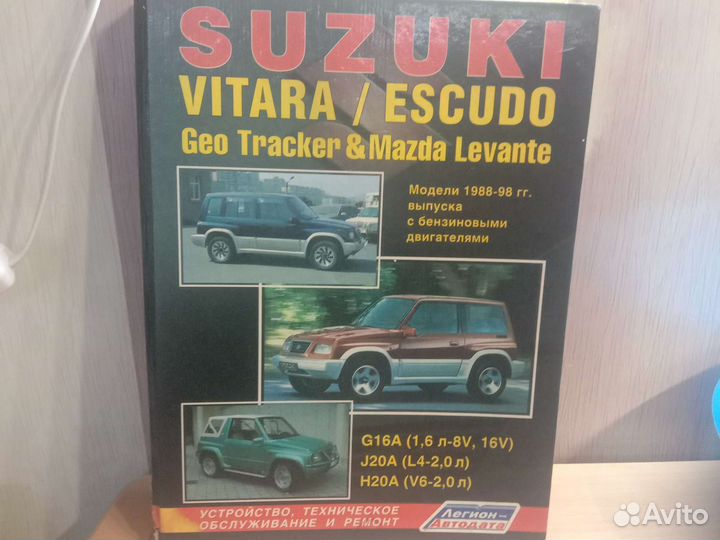 SUZUKI
VITARA / ESCUDO
Geo Tracker & Mazda Levante
Модели 1988-98 гг.
выпуска
с бензиновыми
двигателями
G16A (1,6 л-8V, 16V)
J20A (L4-2,0 л)
H20A (V6-2,0 л)
УСТРОЙСТВО, ТЕХНИЧЕСКОЕ
ОБСЛУЖИВАНИЕ И РЕМОНТ
Легион-
Автодата
Avito